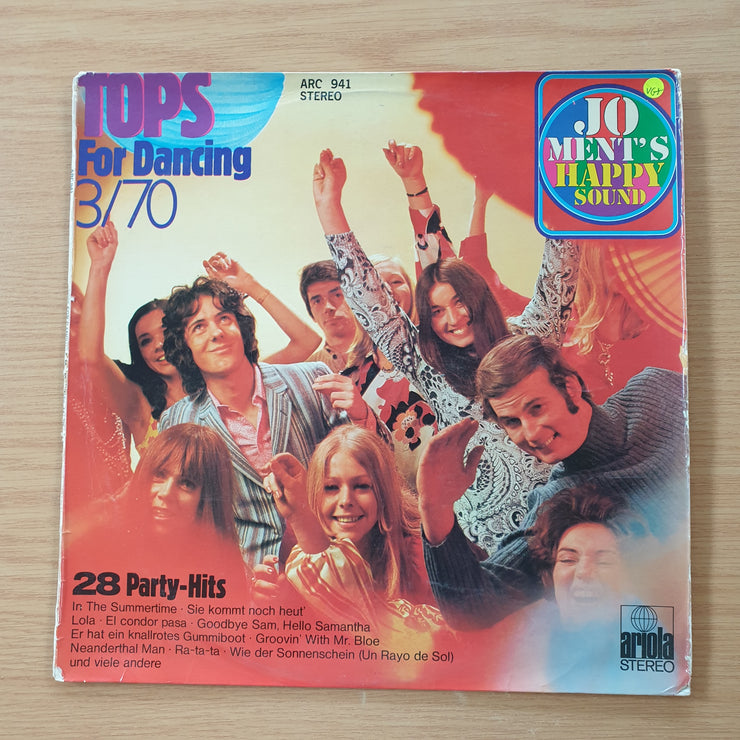 TOPS
For Dancing
3/70
ARC 941
STEREO
VG+
JO
MENT'S
HAPPY
SOUND
28 Party-Hits
In The Summertime · Sie kommt noch heut'
Lola · El condor pasa · Goodbye Sam, Hello Samantha
Er hat ein knallrotes Gummiboot · Groovin' With Mr. Bloe
Neanderthal Man · Ra-ta-ta · Wie der Sonnenschein (Un Rayo de Sol)
und viele andere
ariola
STEREO